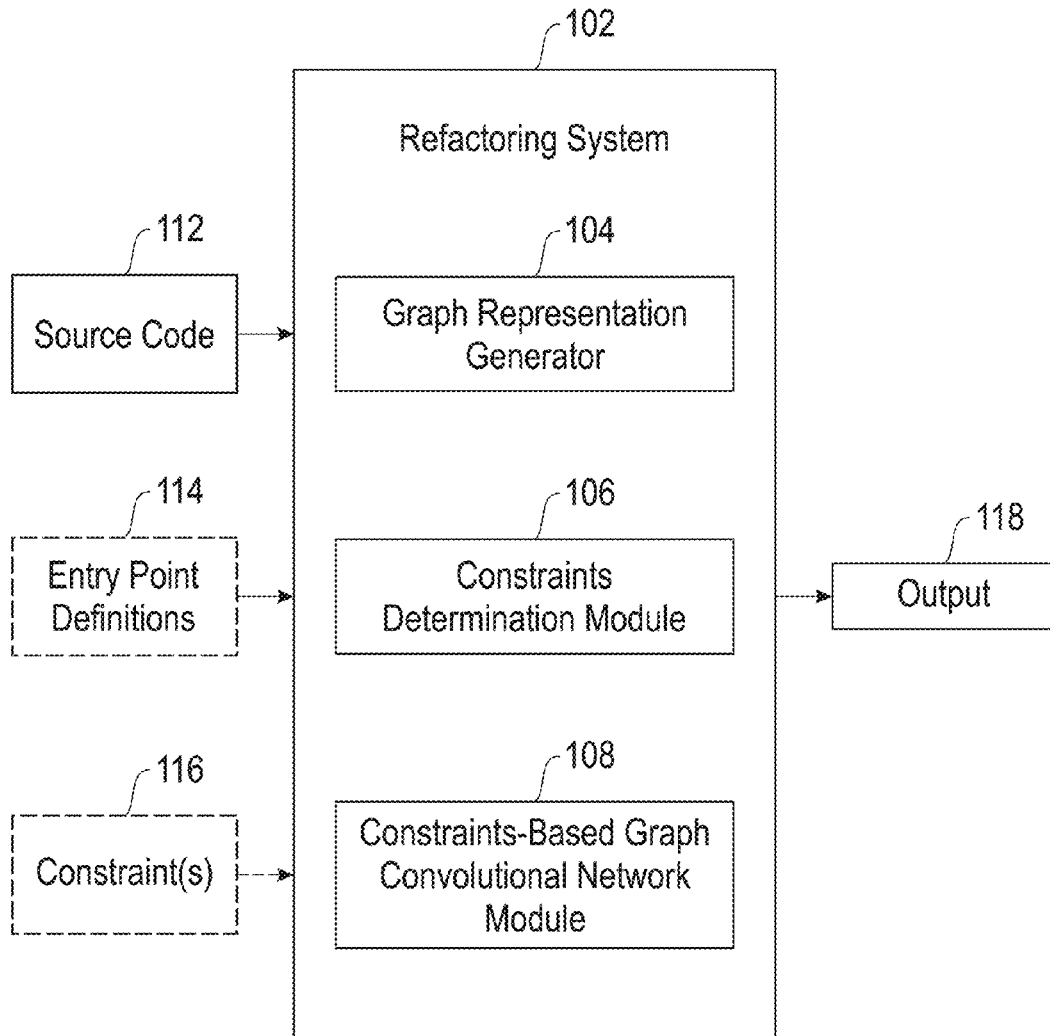 102
Refactoring System
112
Source Code
104
Graph Representation
Generator
114
Entry Point
Definitions
106
Constraints
Determination Module
118
Output
116
Constraint(s)
108
Constraints-Based Graph
Convolutional Network
Module